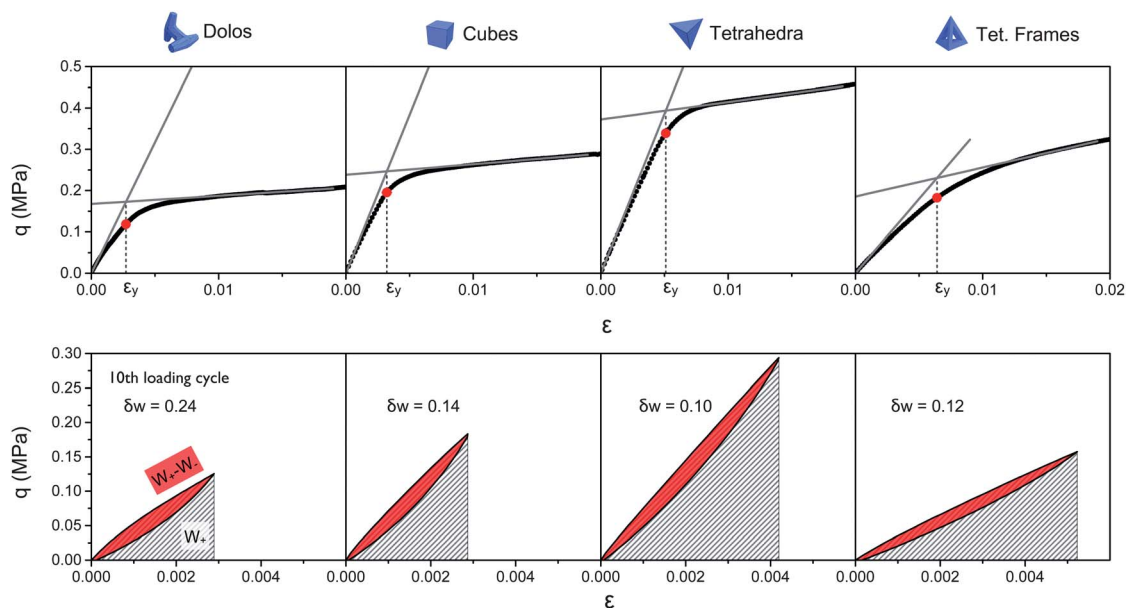 Dolos Cubes Tetrahedra Tet. Frames
0.5
0.4
0.3
0.2
0.1
0.0
q (MPa)
0.00 εy 0.01 0.00 εy 0.01 0.00 εy 0.01 0.00 εy 0.01 0.02
ε
0.30
0.25
0.20
0.15
0.10
0.05
0.00
q (MPa)
10th loading cycle
δw = 0.24 δw = 0.14 δw = 0.10 δw = 0.12
W+-W-
W+
0.000 0.002 0.004 0.000 0.002 0.004 0.000 0.002 0.004 0.000 0.002 0.004
ε